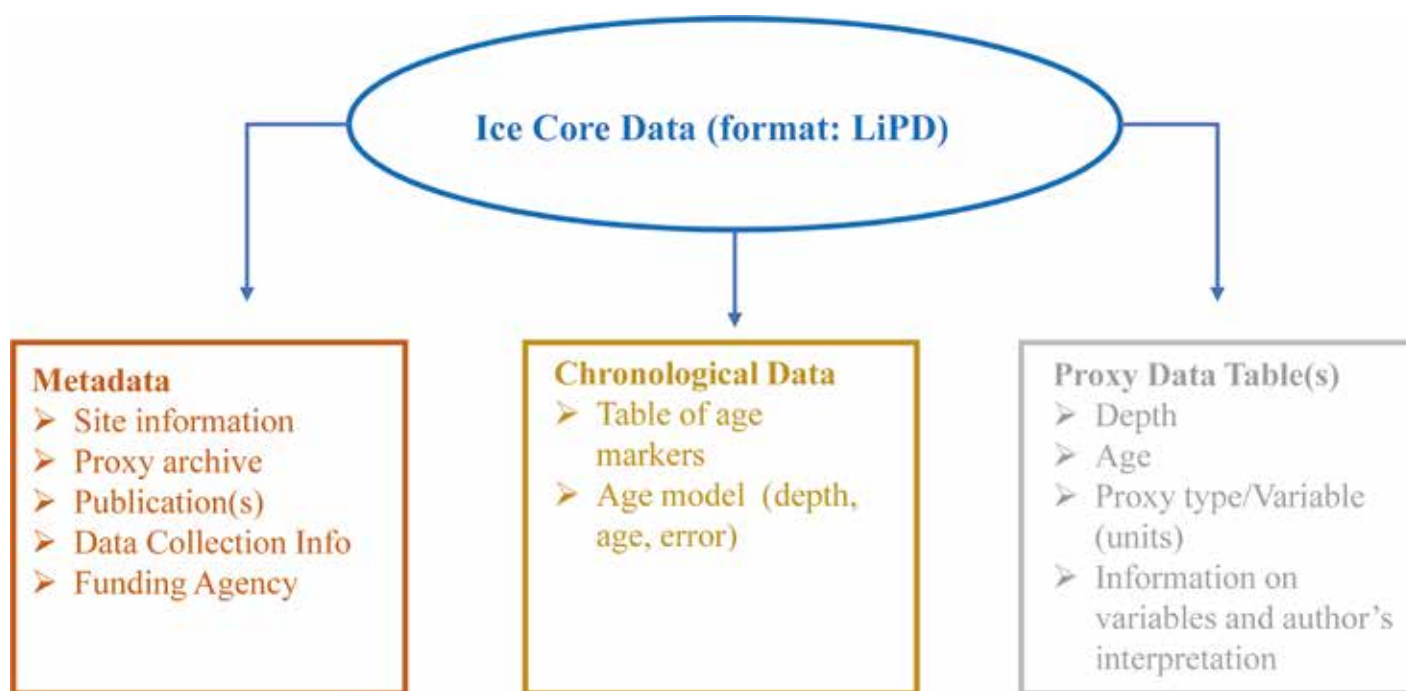 Ice Core Data (format: LiPD)
Metadata
➢ Site information
➢ Proxy archive
➢ Publication(s)
➢ Data Collection Info
➢ Funding Agency
Chronological Data
➢ Table of age
markers
➢ Age model (depth,
age, error)
Proxy Data Table(s)
➢ Depth
➢ Age
➢ Proxy type/Variable
(units)
➢ Information on
variables and author’s
interpretation